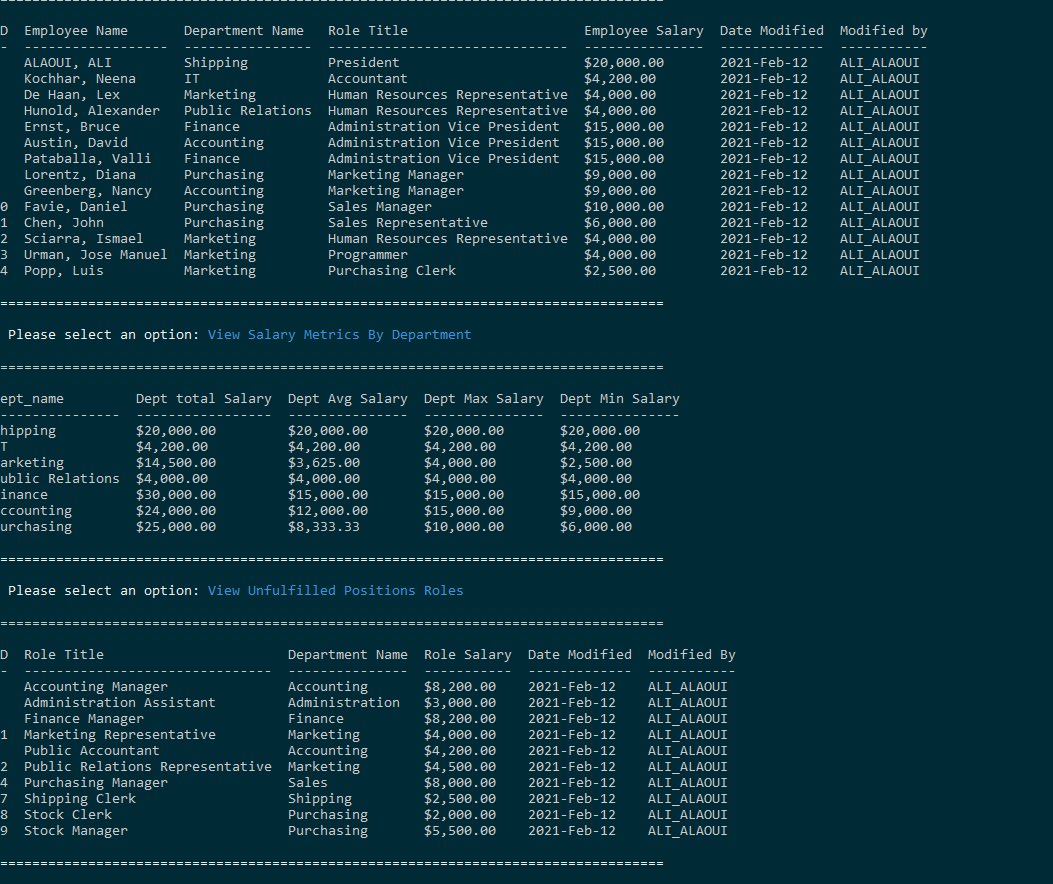 ================================================================================
D  Employee Name       Department Name   Role Title                      Employee Salary  Date Modified  Modified by
-  ------------------  ----------------  ------------------------------  ---------------  -------------  -----------
   ALAOUI, ALI         Shipping          President                       $20,000.00       2021-Feb-12    ALI_ALAOUI
   Kochhar, Neena      IT                Accountant                      $4,200.00        2021-Feb-12    ALI_ALAOUI
   De Haan, Lex        Marketing         Human Resources Representative  $4,000.00        2021-Feb-12    ALI_ALAOUI
   Hunold, Alexander   Public Relations  Human Resources Representative  $4,000.00        2021-Feb-12    ALI_ALAOUI
   Ernst, Bruce        Finance           Administration Vice President   $15,000.00       2021-Feb-12    ALI_ALAOUI
   Austin, David       Accounting        Administration Vice President   $15,000.00       2021-Feb-12    ALI_ALAOUI
   Pataballa, Valli    Finance           Administration Vice President   $15,000.00       2021-Feb-12    ALI_ALAOUI
   Lorentz, Diana      Purchasing        Marketing Manager               $9,000.00        2021-Feb-12    ALI_ALAOUI
   Greenberg, Nancy    Accounting        Marketing Manager               $9,000.00        2021-Feb-12    ALI_ALAOUI
0  Favie, Daniel       Purchasing        Sales Manager                   $10,000.00       2021-Feb-12    ALI_ALAOUI
1  Chen, John          Purchasing        Sales Representative            $6,000.00        2021-Feb-12    ALI_ALAOUI
2  Sciarra, Ismael     Marketing         Human Resources Representative  $4,000.00        2021-Feb-12    ALI_ALAOUI
3  Urman, Jose Manuel  Marketing         Programmer                      $4,000.00        2021-Feb-12    ALI_ALAOUI
4  Popp, Luis          Marketing         Purchasing Clerk                $2,500.00        2021-Feb-12    ALI_ALAOUI
===================================================================================
 Please select an option: View Salary Metrics By Department
===================================================================================
ept_name         Dept total Salary  Dept Avg Salary  Dept Max Salary  Dept Min Salary
---------------  -----------------  ---------------  ---------------  ---------------
hipping          $20,000.00         $20,000.00       $20,000.00       $20,000.00
T                $4,200.00          $4,200.00        $4,200.00        $4,200.00
arketing         $14,500.00         $3,625.00        $4,000.00        $2,500.00
ublic Relations  $4,000.00          $4,000.00        $4,000.00        $4,000.00
inance           $30,000.00         $15,000.00       $15,000.00       $15,000.00
ccounting        $24,000.00         $12,000.00       $15,000.00       $9,000.00
urchasing        $25,000.00         $8,333.33        $10,000.00       $6,000.00
===================================================================================
 Please select an option: View Unfulfilled Positions Roles
===================================================================================
D  Role Title                       Department Name  Role Salary  Date Modified  Modified By
-  -------------------------------  ---------------  -----------  -------------  -----------
   Accounting Manager               Accounting       $8,200.00    2021-Feb-12    ALI_ALAOUI
   Administration Assistant         Administration   $3,000.00    2021-Feb-12    ALI_ALAOUI
   Finance Manager                  Finance          $8,200.00    2021-Feb-12    ALI_ALAOUI
1  Marketing Representative         Marketing        $4,000.00    2021-Feb-12    ALI_ALAOUI
   Public Accountant                Accounting       $4,200.00    2021-Feb-12    ALI_ALAOUI
2  Public Relations Representative  Marketing        $4,500.00    2021-Feb-12    ALI_ALAOUI
4  Purchasing Manager               Sales            $8,000.00    2021-Feb-12    ALI_ALAOUI
7  Shipping Clerk                   Shipping         $2,500.00    2021-Feb-12    ALI_ALAOUI
8  Stock Clerk                      Purchasing       $2,000.00    2021-Feb-12    ALI_ALAOUI
9  Stock Manager                    Purchasing       $5,500.00    2021-Feb-12    ALI_ALAOUI
===================================================================================